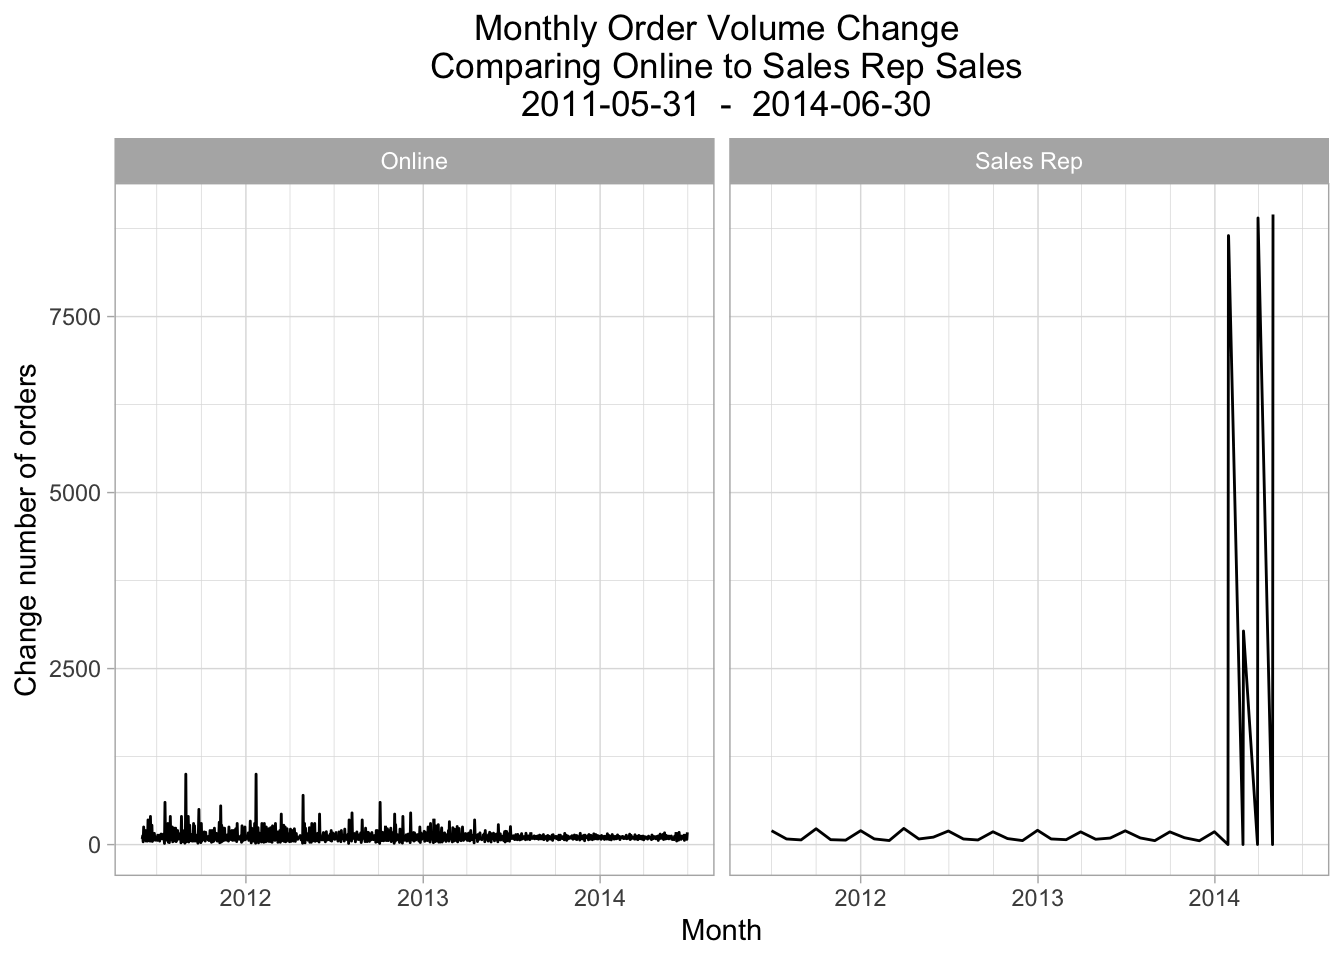 Monthly Order Volume Change
Comparing Online to Sales Rep Sales
2011-05-31 - 2014-06-30
Online
Sales Rep
Change number of orders
7500
5000
2500
0
2012
2013
2014
2012
2013
2014
Month